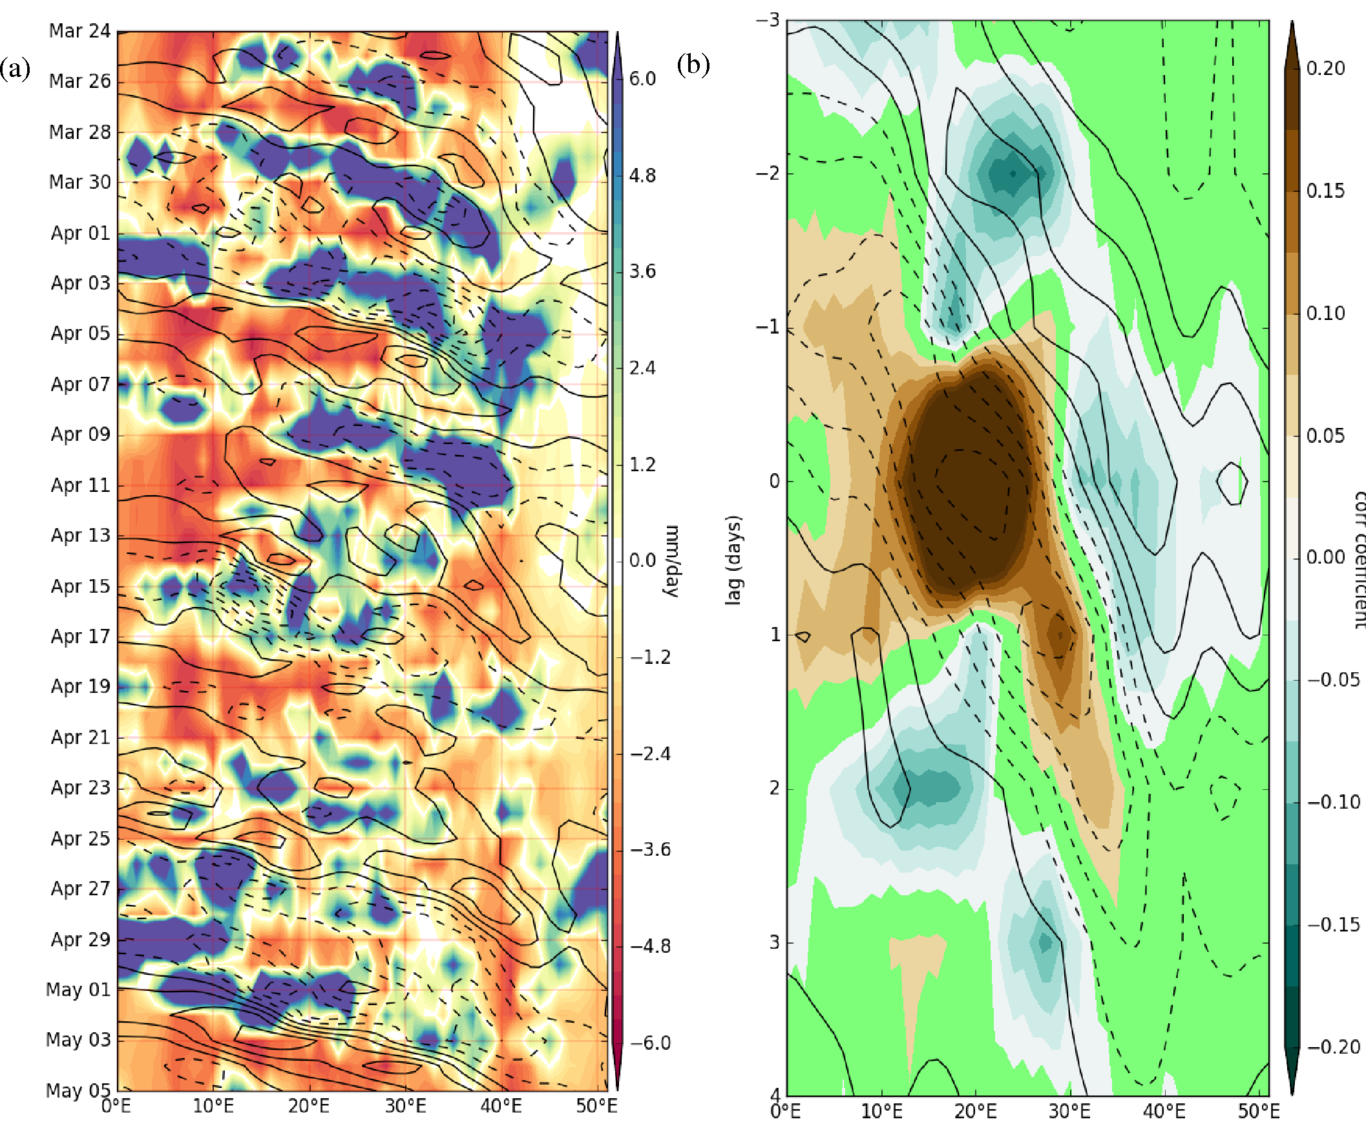 (a)
Mar 24
Mar 26
Mar 28
Mar 30
Apr 01
Apr 03
Apr 05
Apr 07
Apr 09
Apr 11
Apr 13
Apr 15
Apr 17
Apr 19
Apr 21
Apr 23
Apr 25
Apr 27
Apr 29
May 01
May 03
May 05
0°E 10°E 20°E 30°E 40°E 50°E
6.0
4.8
3.6
2.4
1.2
0.0
−1.2
−2.4
−3.6
−4.8
−6.0
mm/day
(b)
lag (days)
−3
−2
−1
0
1
2
3
4
0°E 10°E 20°E 30°E 40°E 50°E
0.20
0.15
0.10
0.05
0.00
−0.05
−0.10
−0.15
−0.20
corr coefficient